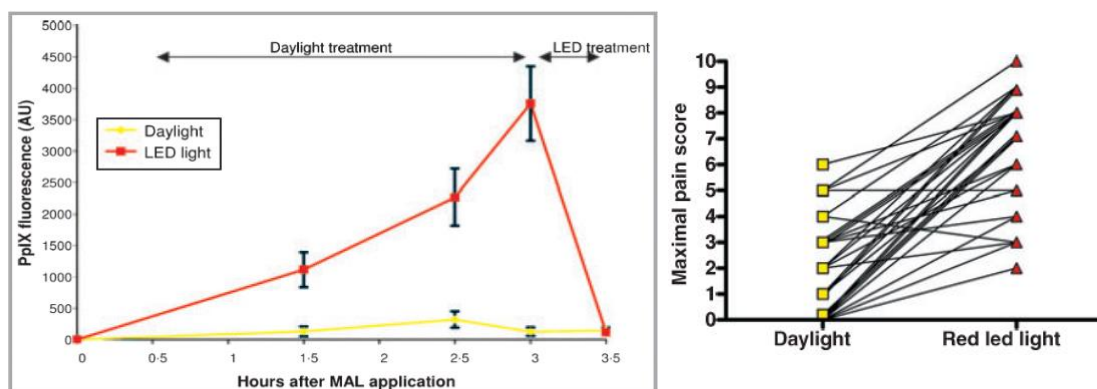 5000
4500
4000
3500
3000
2500
2000
1500
1000
500
0
PpIX fluorescence (AU)
Daylight treatment
LED treatment
Daylight
LED light
0 0·5 1 1·5 2 2·5 3 3·5
Hours after MAL application
10
9
8
7
6
5
4
3
2
1
0
Maximal pain score
Daylight Red led light